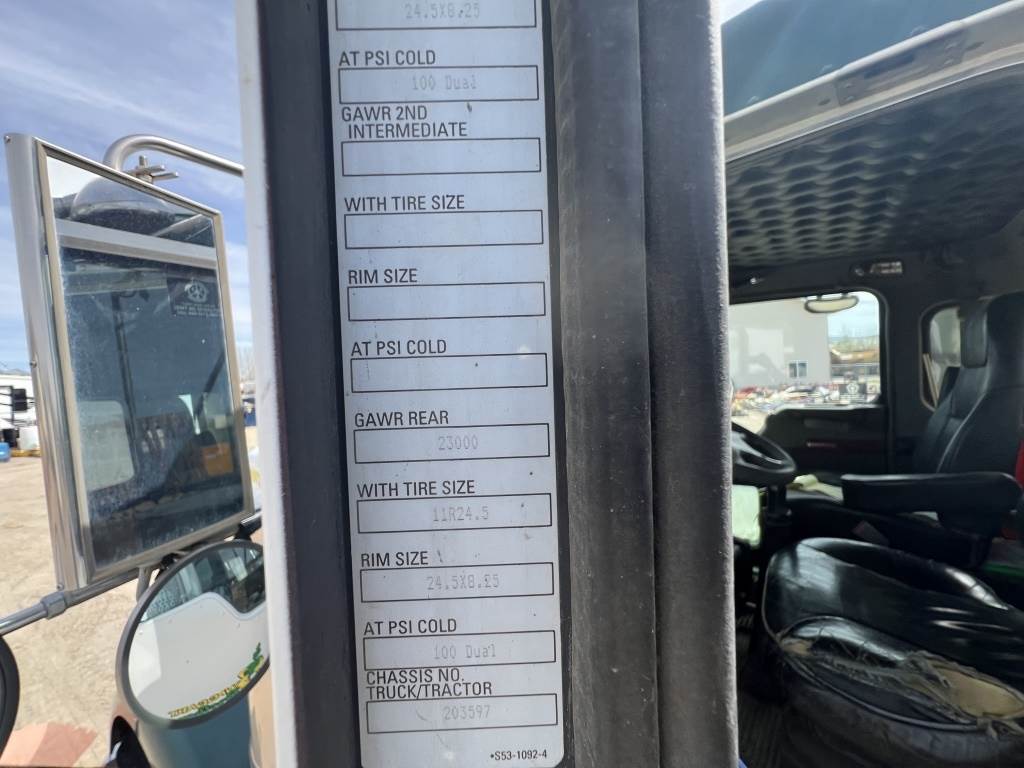 24.5X8.25
AT PSI COLD
100 Dual
GAWR 2ND
INTERMEDIATE
WITH TIRE SIZE
RIM SIZE
AT PSI COLD
GAWR REAR
23000
WITH TIRE SIZE
11R24.5
RIM SIZE
24.5X8.25
AT PSI COLD
100 Dual
CHASSIS NO.
TRUCK/TRACTOR
203597
•S53-1092-4